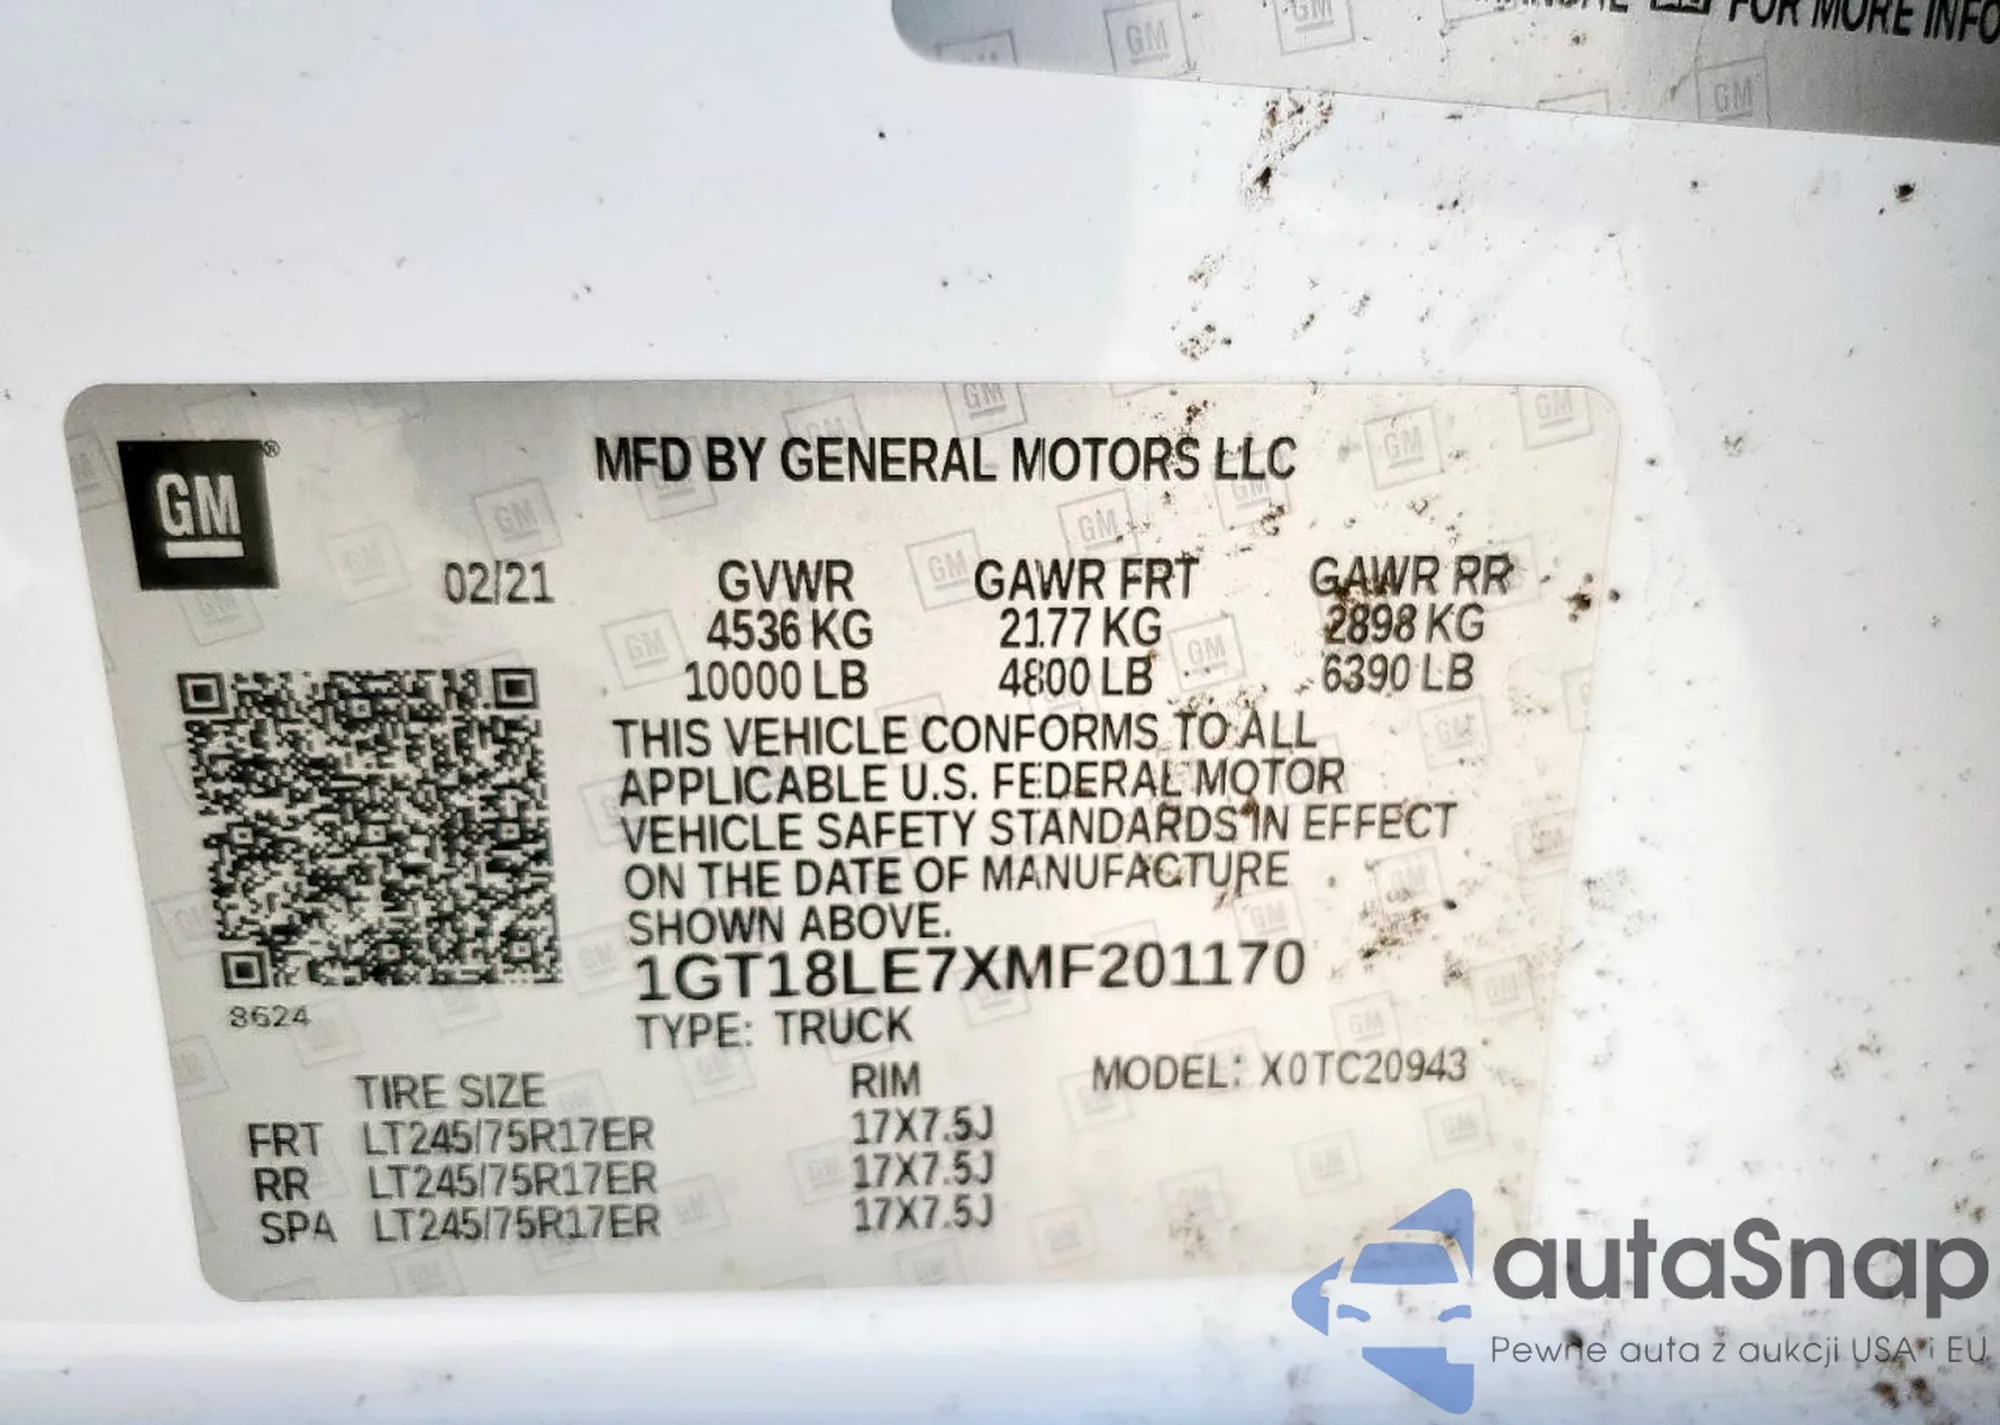 MANUAL FOR MORE INFO
GM
MFD BY GENERAL MOTORS LLC
02/21 GVWR GAWR FRT GAWR RR
4536 KG 2177 KG 2898 KG
10000 LB 4800 LB 6390 LB
THIS VEHICLE CONFORMS TO ALL
APPLICABLE U.S. FEDERAL MOTOR
VEHICLE SAFETY STANDARDS IN EFFECT
ON THE DATE OF MANUFACTURE
SHOWN ABOVE.
1GT18LE7XMF201170
8624
TYPE: TRUCK
TIRE SIZE RIM MODEL: X0TC20943
FRT LT245/75R17ER 17X7.5J
RR LT245/75R17ER 17X7.5J
SPA LT245/75R17ER 17X7.5J
autaSnap
Pewne auta z aukcji USA i EU